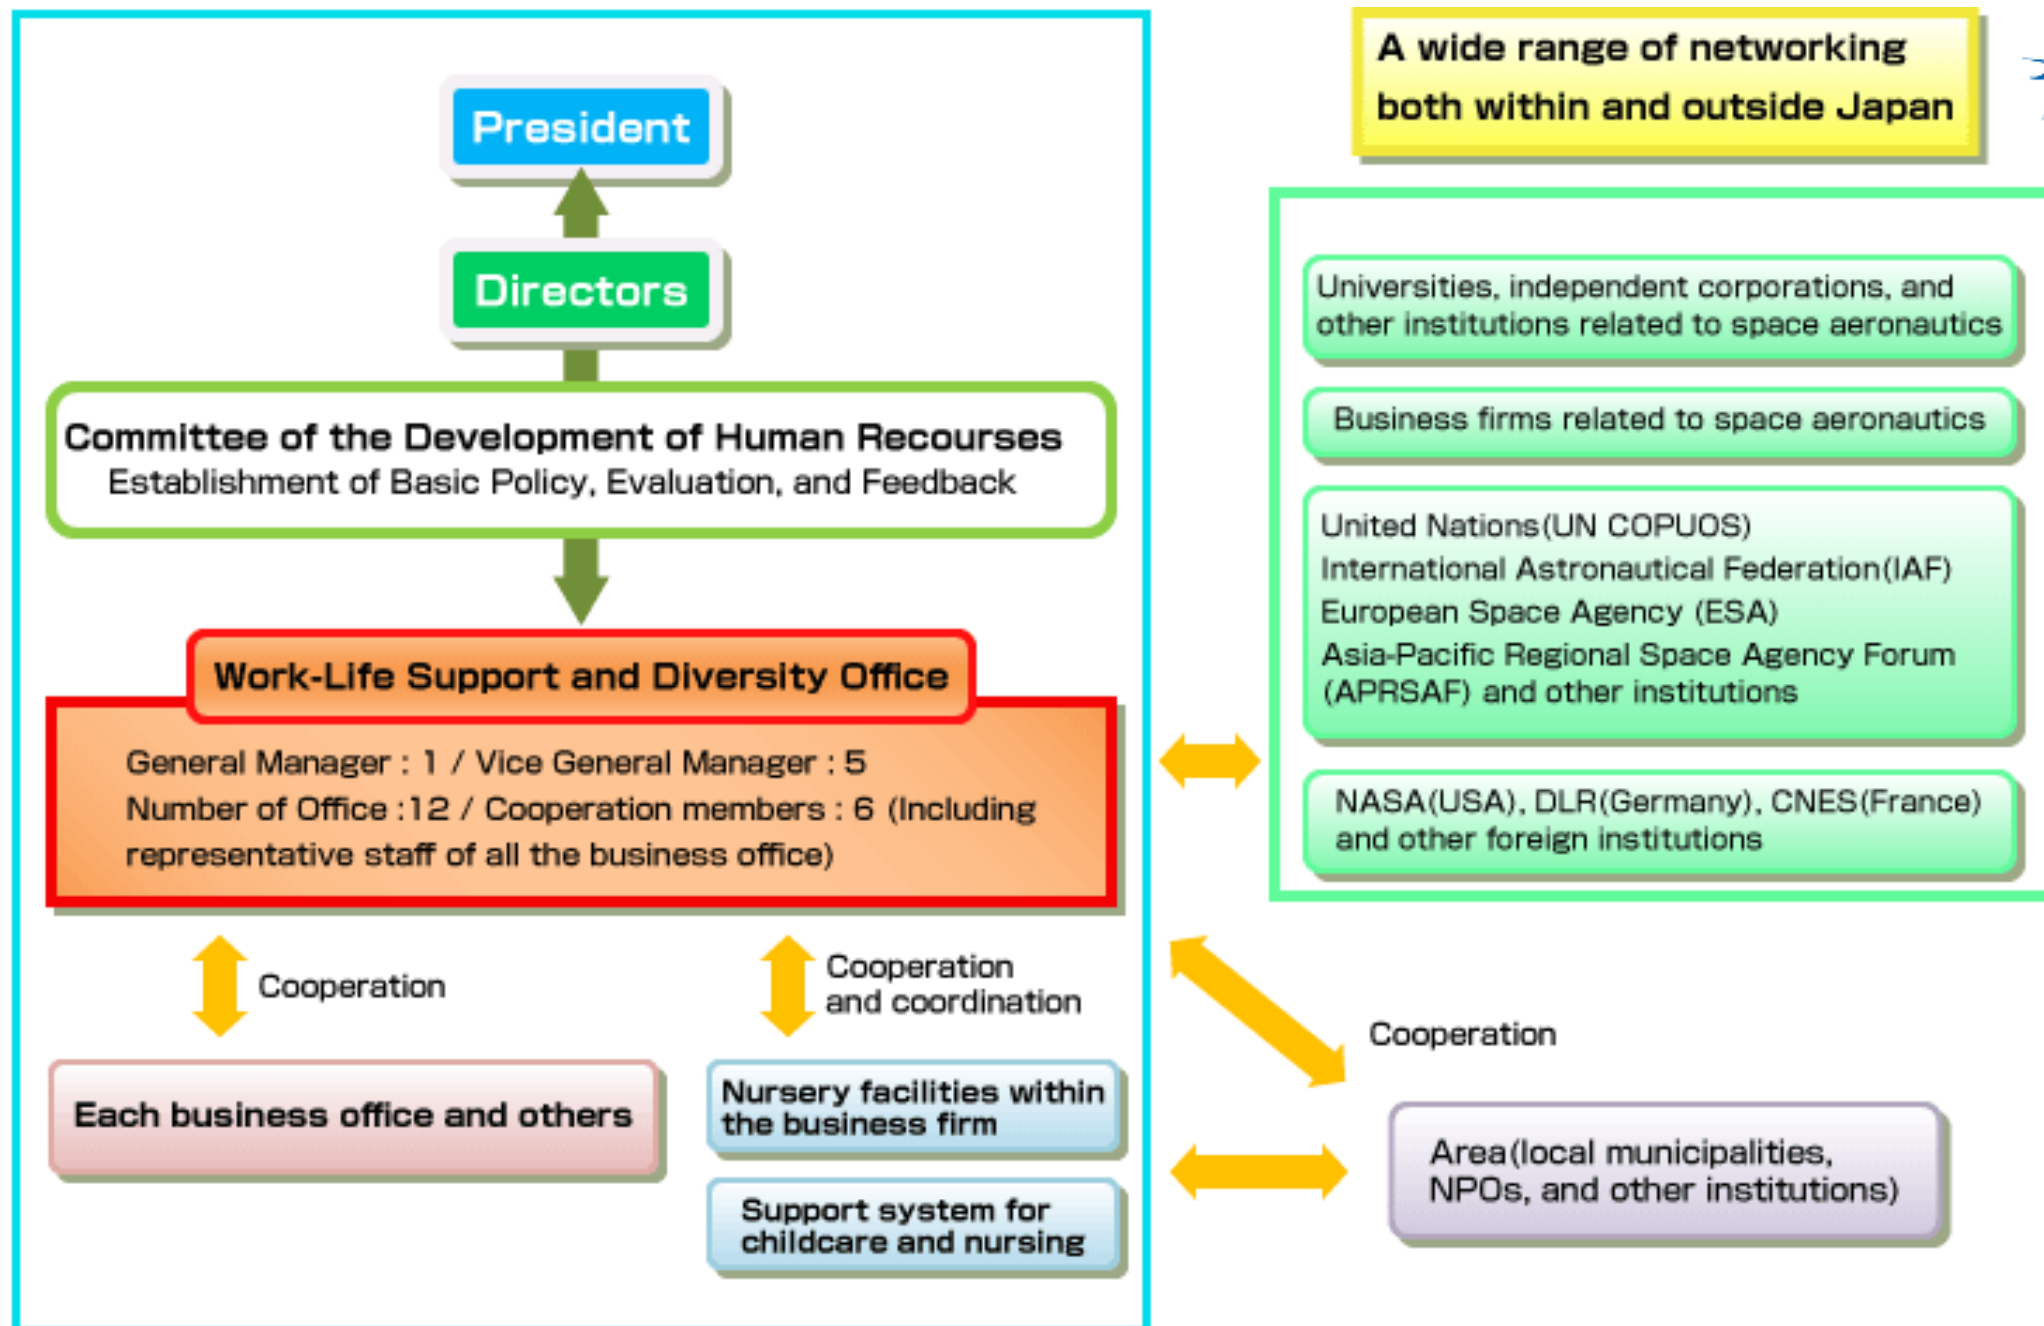 President
Directors
Committee of the Development of Human Recourses
Establishment of Basic Policy, Evaluation, and Feedback
Work-Life Support and Diversity Office
General Manager : 1 / Vice General Manager : 5
Number of Office :12 / Cooperation members : 6 (Including
representative staff of all the business office)
Cooperation
Cooperation
and coordination
Each business office and others
Nursery facilities within
the business firm
Support system for
childcare and nursing
A wide range of networking
both within and outside Japan
Universities, independent corporations, and
other institutions related to space aeronautics
Business firms related to space aeronautics
United Nations(UN COPUOS)
International Astronautical Federation(IAF)
European Space Agency (ESA)
Asia-Pacific Regional Space Agency Forum
(APRSAF) and other institutions
NASA(USA), DLR(Germany), CNES(France)
and other foreign institutions
Cooperation
Area(local municipalities,
NPOs, and other institutions)